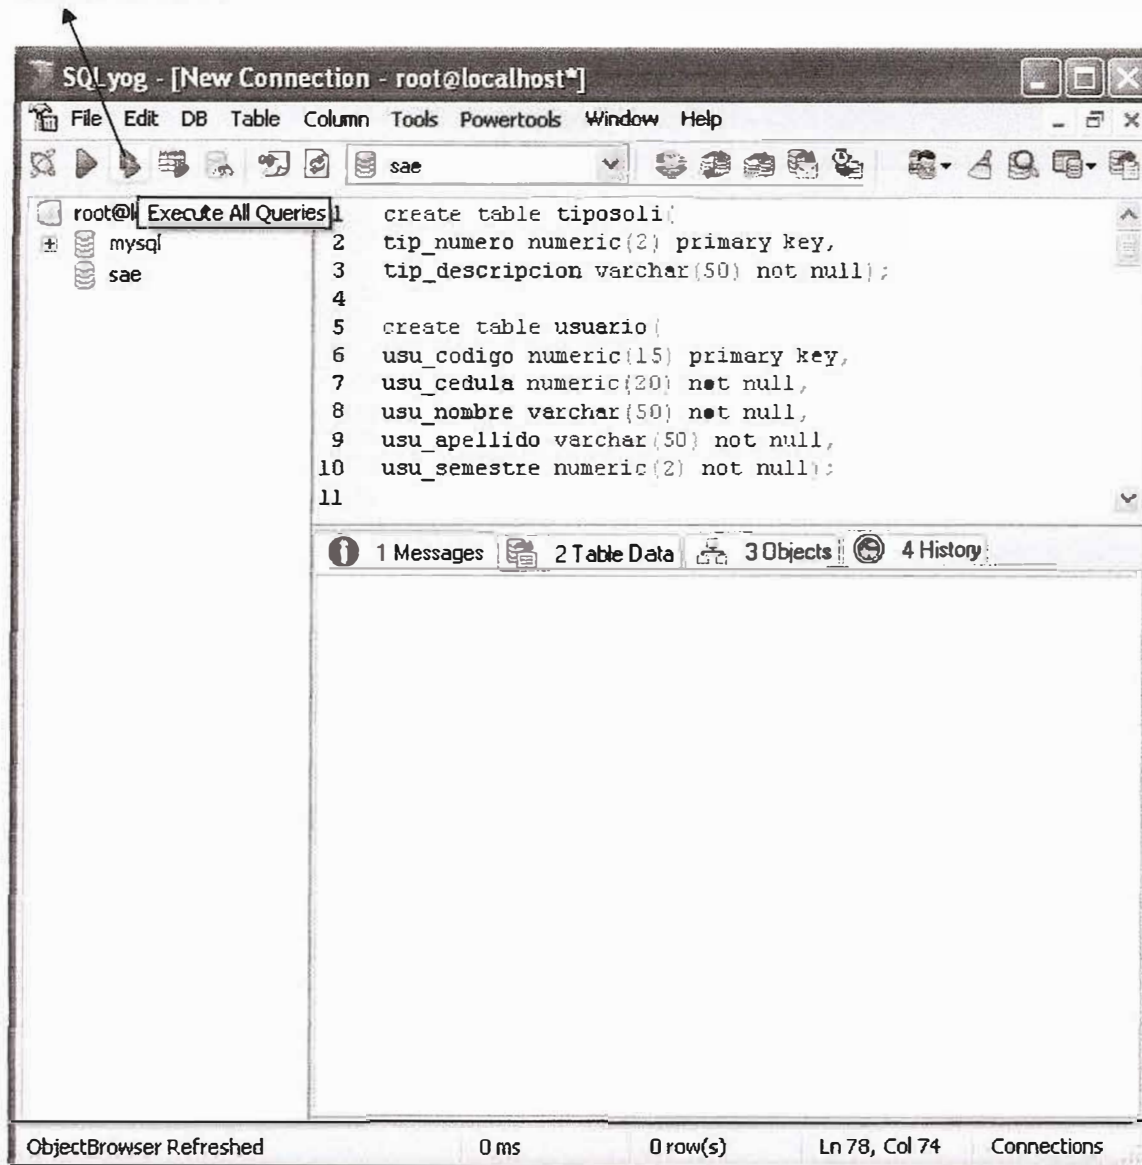 SQLyog - [New Connection - root@localhost*]
File Edit DB Table Column Tools Powertools Window Help
sae
root@l Execute All Queries
mysql
sae
1 create table tiposoli(
2 tip_numero numeric(2) primary key,
3 tip_descripcion varchar(50) not null);
4
5 create table usuario(
6 usu_codigo numeric(15) primary key,
7 usu_cedula numeric(20) not null,
8 usu_nombre varchar(50) not null,
9 usu_apellido varchar(50) not null,
10 usu_semestre numeric(2) not null);
11
1 Messages 2 Table Data 3 Objects 4 History
ObjectBrowser Refreshed 0 ms 0 row(s) Ln 78, Col 74 Connections